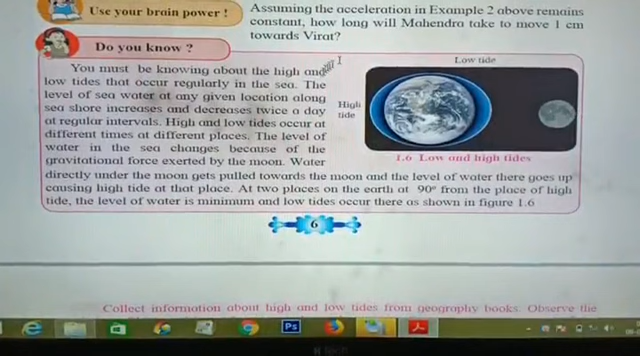 Use your brain power !
Assuming the acceleration in Example 2 above remains
constant, how long will Mahendra take to move 1 cm
towards Virat?
Do you know ?
You must be knowing about the high and
low tides that occur regularly in the sea. The
level of sea water at any given location along
sea shore increases and decreases twice a day
at regular intervals. High and low tides occur at
different times at different places. The level of
water in the sea changes because of the
gravitational force exerted by the moon. Water
directly under the moon gets pulled towards the moon and the level of water there goes up
causing high tide at that place. At two places on the earth at 90° from the place of high
tide, the level of water is minimum and low tides occur there as shown in figure 1.6
Low tide
High
tide
1.6 Low and high tides
6
Collect information about high and low tides from geography books. Observe the
Ps